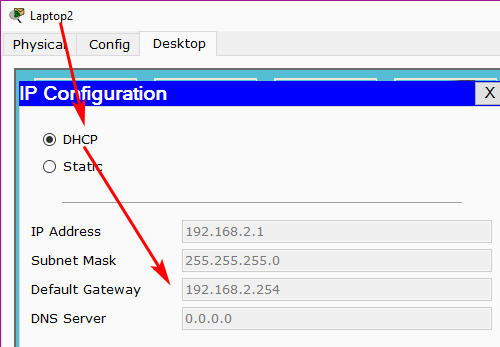 Laptop2
Physical Config Desktop
IP Configuration X
DHCP
Static
IP Address 192.168.2.1
Subnet Mask 255.255.255.0
Default Gateway 192.168.2.254
DNS Server 0.0.0.0